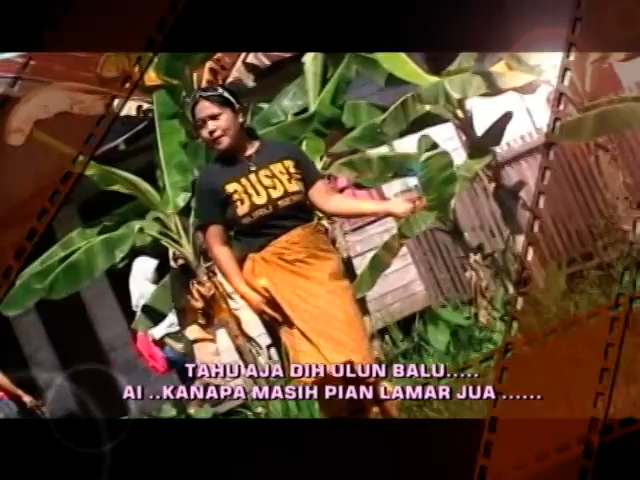 TAHU AJA DIH ULUN BALU.....
AI ..KANAPA MASIH PIAN LAMAR JUA ......